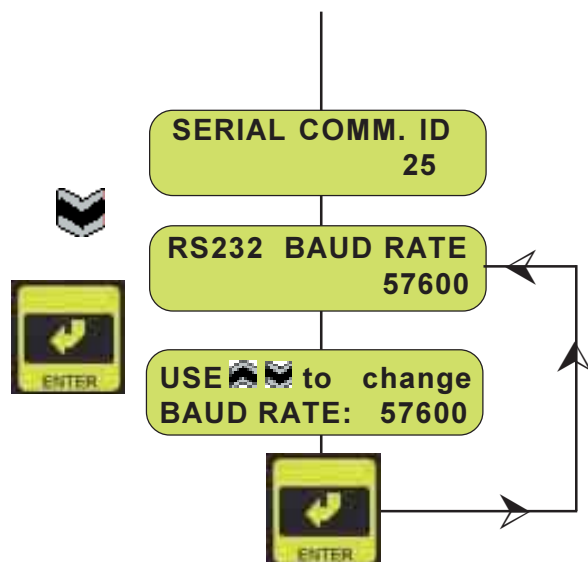 SERIAL COMM. ID
25
RS232 BAUD RATE
57600
ENTER
USE to change
BAUD RATE: 57600
ENTER